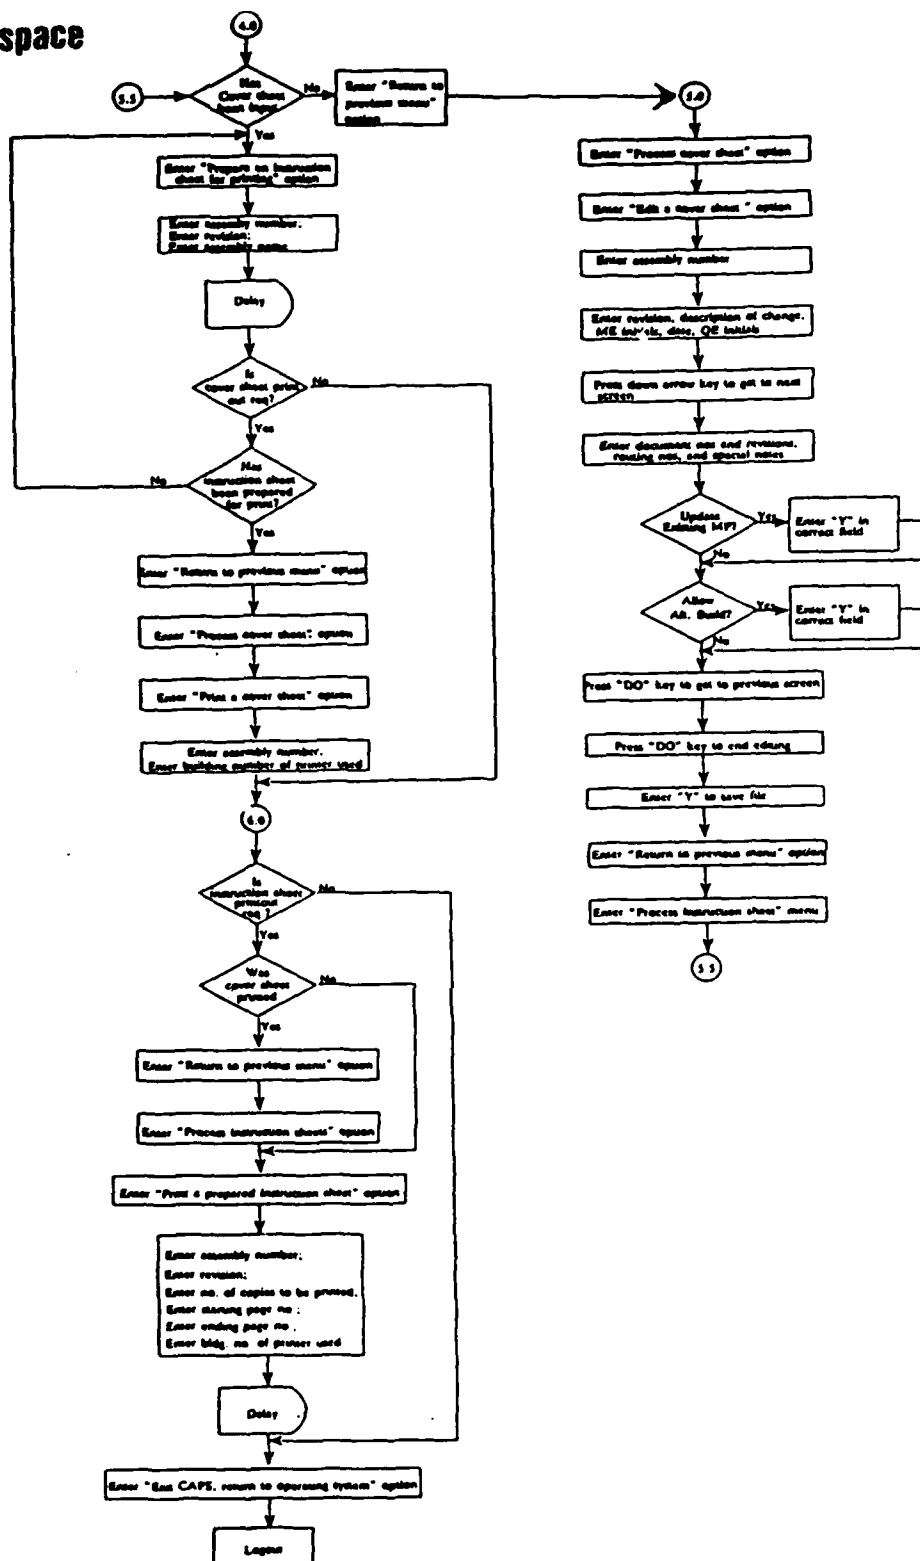 space
4.0
5.5
Has
Cover sheet
been input
No
Enter "Return to
previous menu"
option
5.0
Yes
Enter "Prepare an instruction
sheet for printing" option
Enter assembly number;
Enter revision;
Enter assembly name
Delay
Is
cover sheet print
out req?
No
Yes
Has
instruction sheet
been prepared
for print?
No
Yes
Enter "Return to previous menu" option
Enter "Process cover sheet" option
Enter "Print a cover sheet" option
Enter assembly number.
Enter building number of printer used
6.0
Is
instruction sheet
printout
req?
No
Yes
Was
cover sheet
printed
No
Yes
Enter "Return to previous menu" option
Enter "Process instruction sheets" option
Enter "Print a prepared instruction sheet" option
Enter assembly number;
Enter revision;
Enter no. of copies to be printed;
Enter starting page no ;
Enter ending page no ;
Enter bldg. no. of printer used
Delay
Enter "Exit CAPS, return to operating system" option
Logout
Enter "Process cover sheet" option
Enter "Edit a cover sheet " option
Enter assembly number
Enter revision, description of change,
ME initials, date, QE initials
Press down arrow key to get to next
screen
Enter document nos and revisions,
routing nos, and special notes
Update
Existing MP?
Yes
Enter "Y" in
correct field
No
Allow
Alt. Build?
Yes
Enter "Y" in
correct field
No
Press "DO" key to get to previous screen
Press "DO" key to end editing
Enter "Y" to save file
Enter "Return to previous menu" option
Enter "Process instruction sheet" menu
5 5